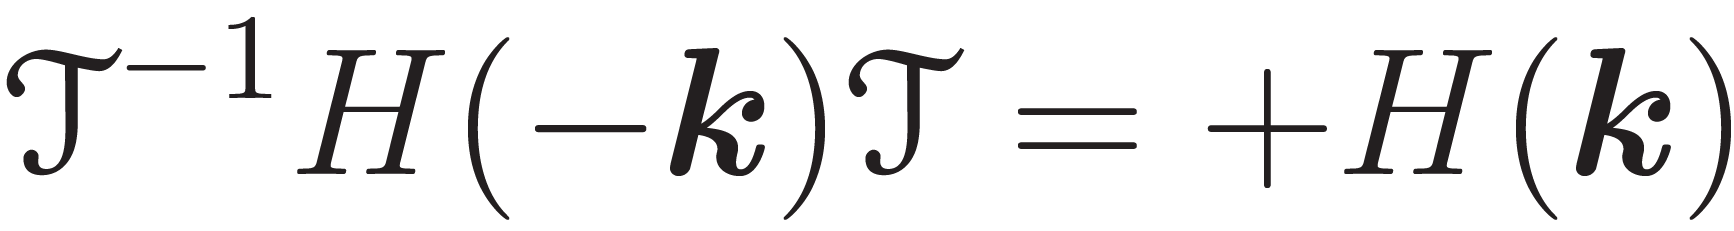 𝒯⁻¹H(−𝒌)𝒯 = +H(𝒌)